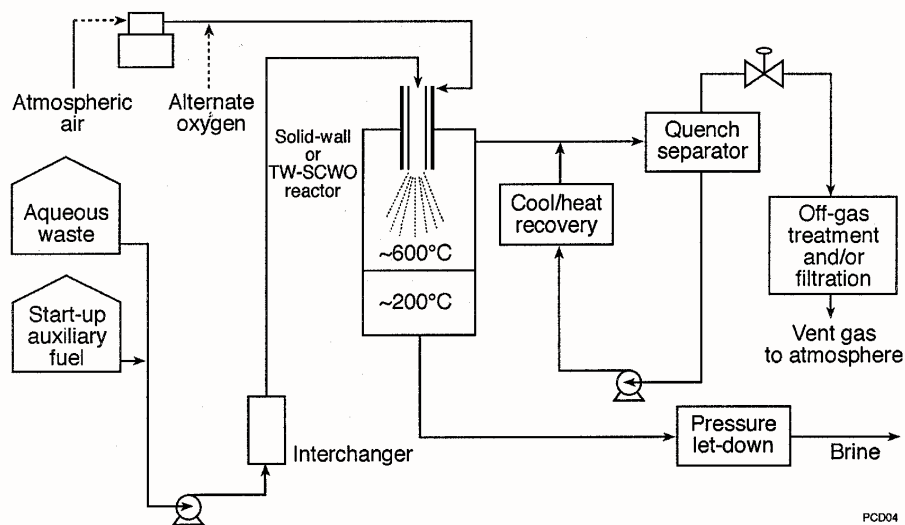 Atmospheric
air
Alternate
oxygen
Solid-wall
or
TW-SCWO
reactor
Quench
separator
Aqueous
waste
Cool/heat
recovery
Off-gas
treatment
and/or
filtration
~600°C
~200°C
Start-up
auxiliary
fuel
Vent gas
to atmosphere
Interchanger
Pressure
let-down
Brine
PCD04